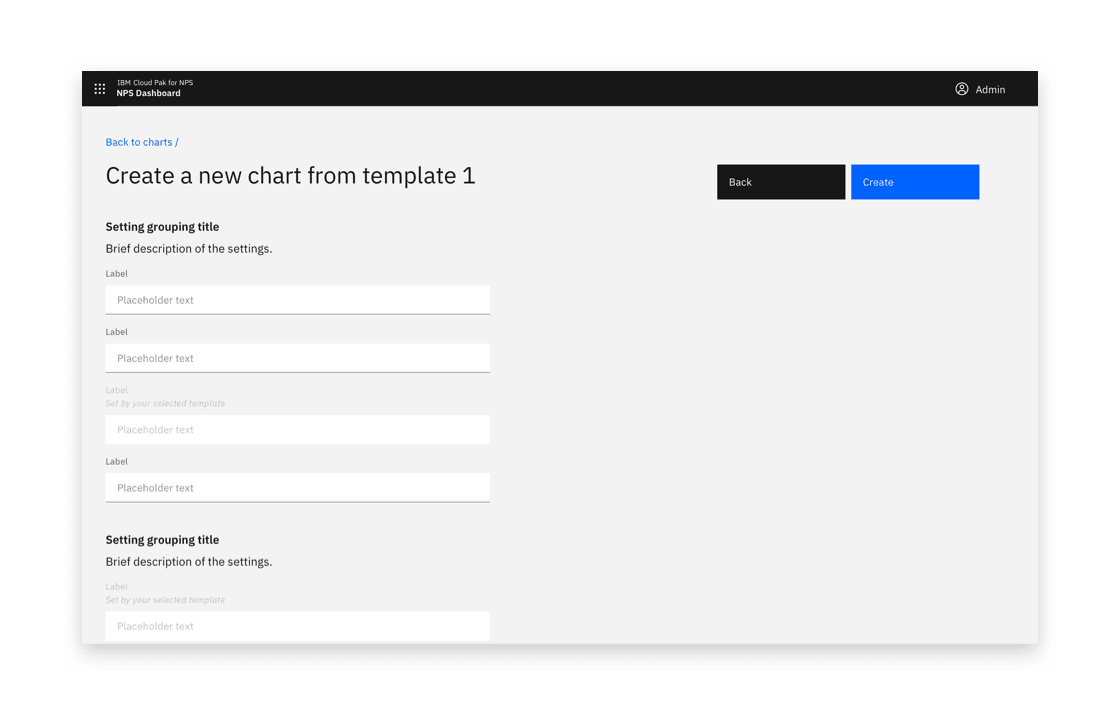 IBM Cloud Pak for NPS
NPS Dashboard
Admin
Back to charts /
Create a new chart from template 1
Back
Create
Setting grouping title
Brief description of the settings.
Label
Placeholder text
Label
Placeholder text
Label
Set by your selected template
Placeholder text
Label
Placeholder text
Setting grouping title
Brief description of the settings.
Label
Set by your selected template
Placeholder text